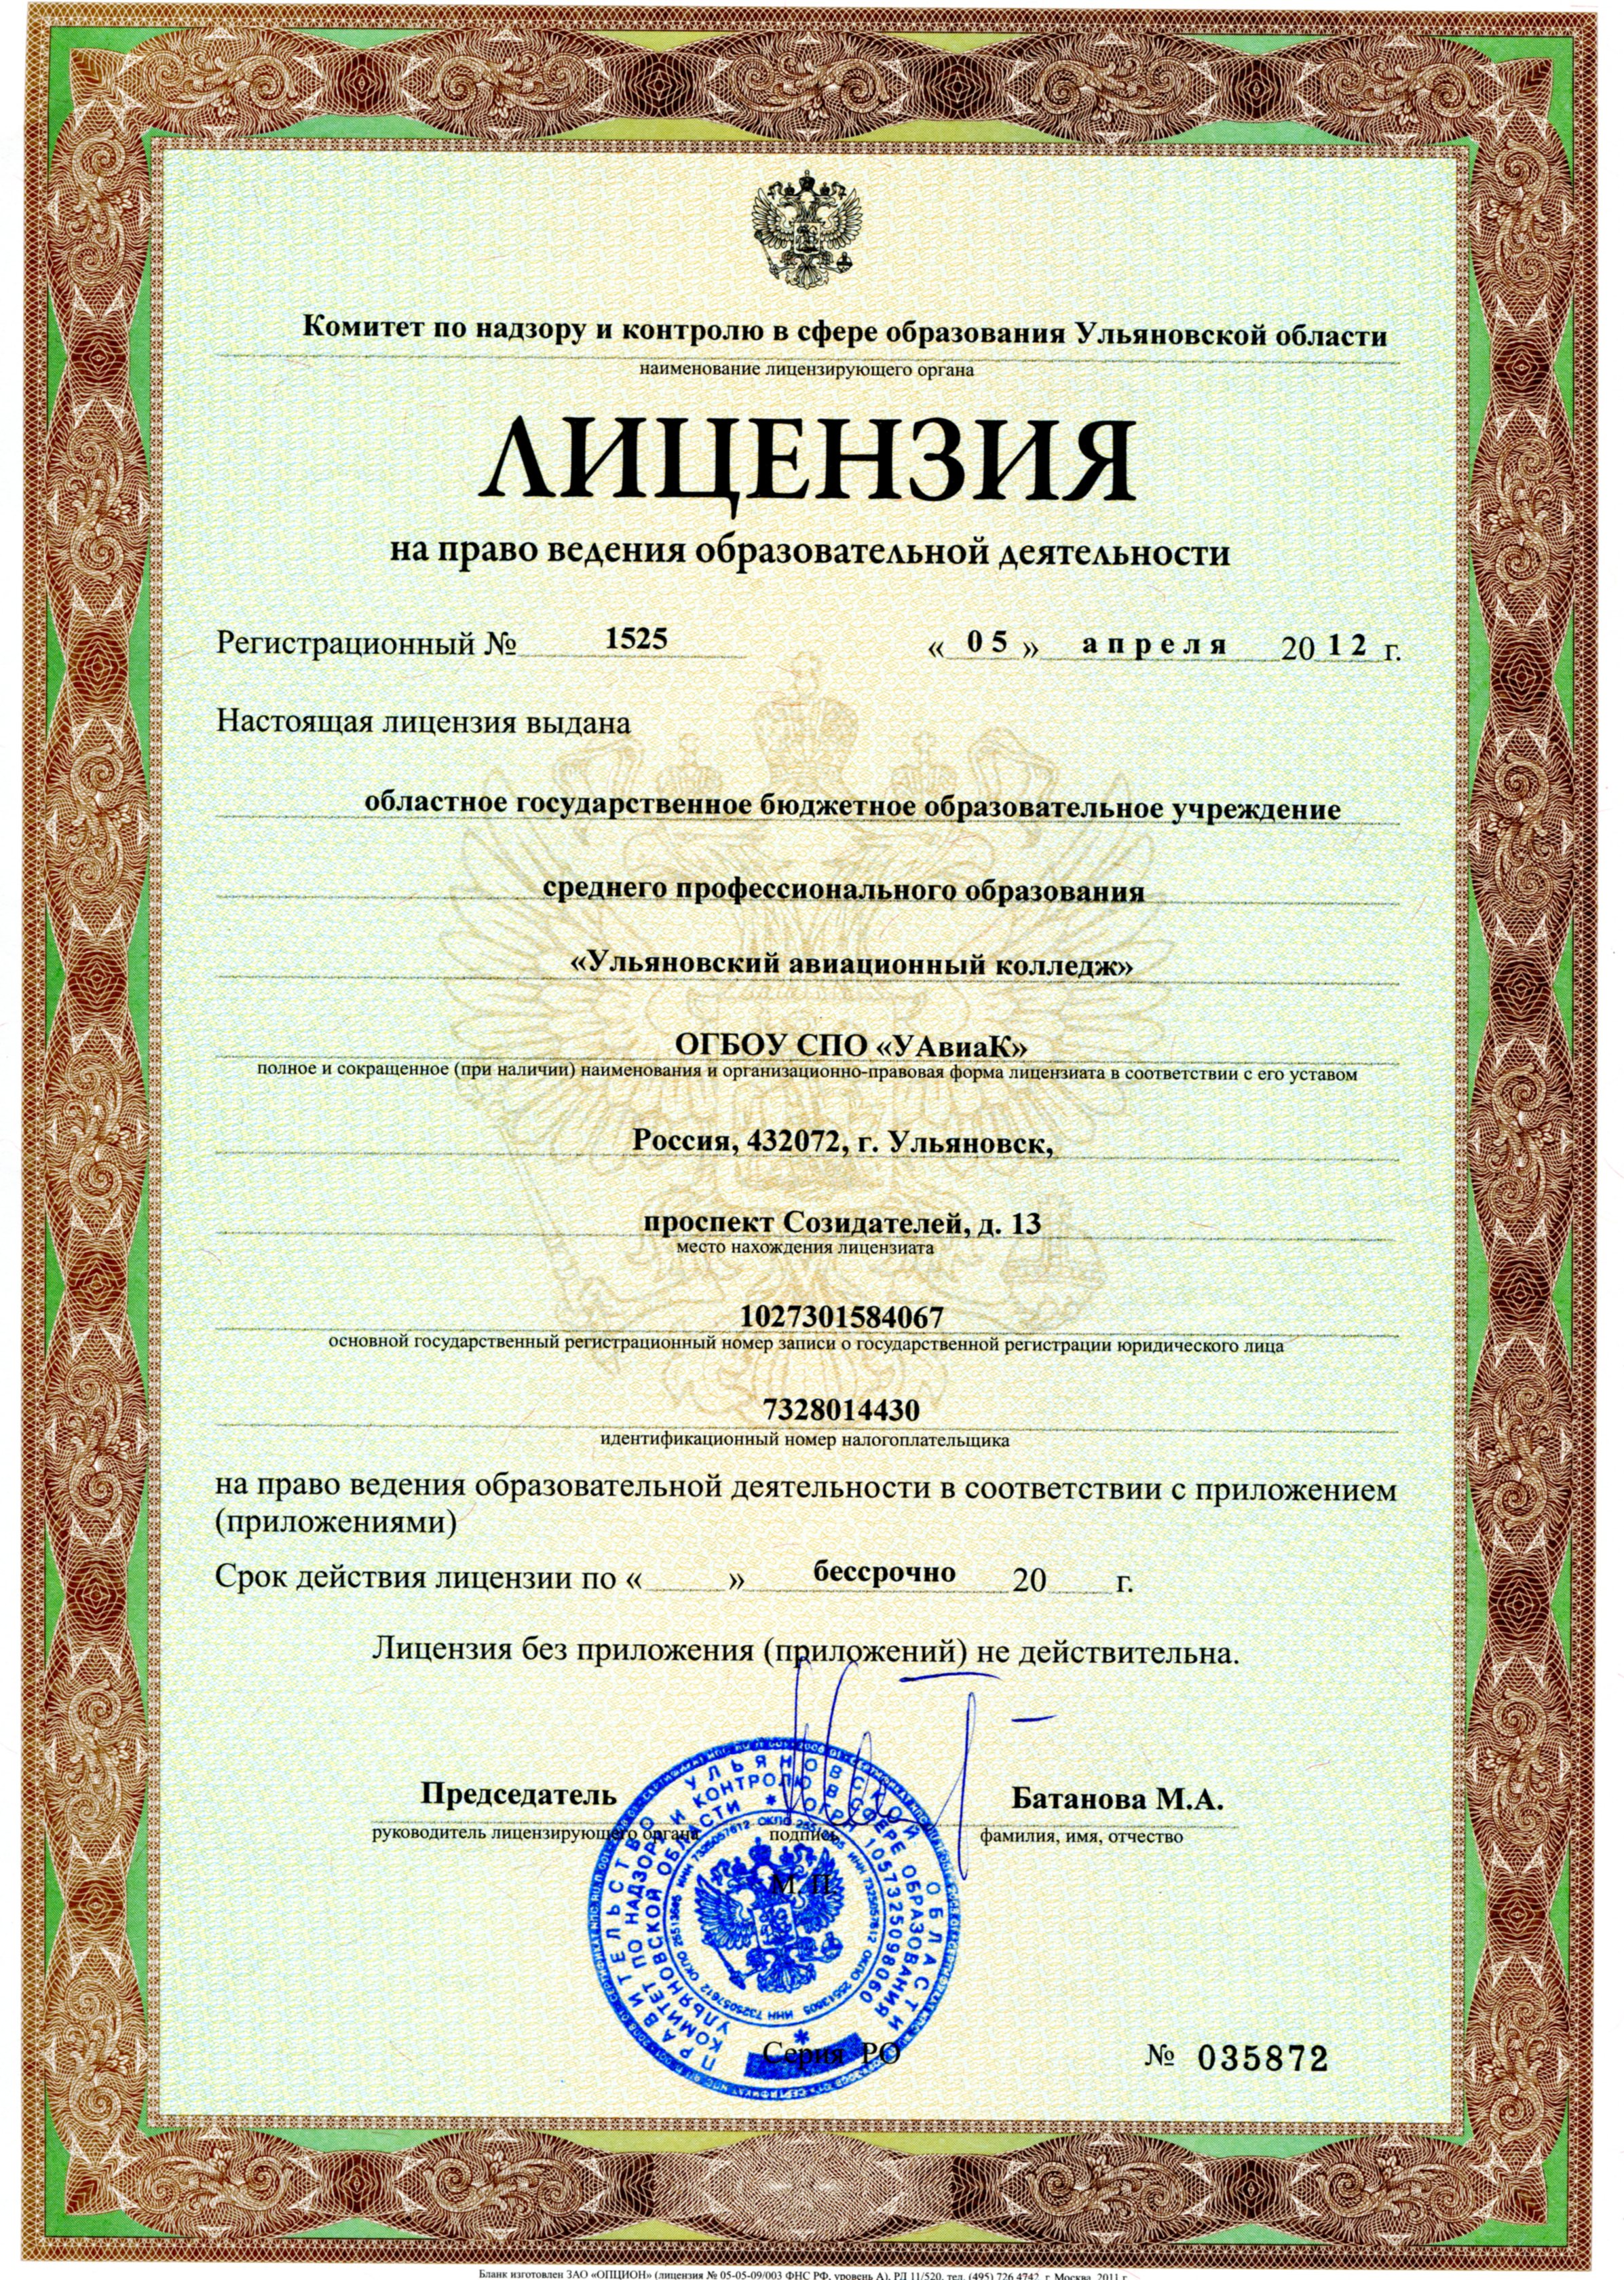 Комитет по надзору и контролю в сфере образования Ульяновской области
наименование лицензирующего органа
ЛИЦЕНЗИЯ
на право ведения образовательной деятельности
Регистрационный № 1525 « 05 » апреля 20 12 г.
Настоящая лицензия выдана
областное государственное бюджетное образовательное учреждение
среднего профессионального образования
«Ульяновский авиационный колледж»
ОГБОУ СПО «УАвиаК»
полное и сокращенное (при наличии) наименования и организационно-правовая форма лицензиата в соответствии с его уставом
Россия, 432072, г. Ульяновск,
проспект Созидателей, д. 13
место нахождения лицензиата
1027301584067
основной государственный регистрационный номер записи о государственной регистрации юридического лица
7328014430
идентификационный номер налогоплательщика
на право ведения образовательной деятельности в соответствии с приложением
(приложениями)
Срок действия лицензии по « » бессрочно 20 г.
Лицензия без приложения (приложений) не действительна.
Председатель Батанова М.А.
руководитель лицензирующего органа подпись фамилия, имя, отчество
М.П.
ПРАВИТЕЛЬСТВО УЛЬЯНОВСКОЙ ОБЛАСТИ
КОМИТЕТ ПО НАДЗОРУ И КОНТРОЛЮ В СФЕРЕ ОБРАЗОВАНИЯ
УЛЬЯНОВСКОЙ ОБЛАСТИ * ОГРН 1057325098060
Серия РО № 035872
Бланк изготовлен ЗАО «ОПЦИОН» (лицензия № 05-05-09/003 ФНС РФ, уровень А), РД 11/520, тел. (495) 726 4742, г. Москва, 2011 г.